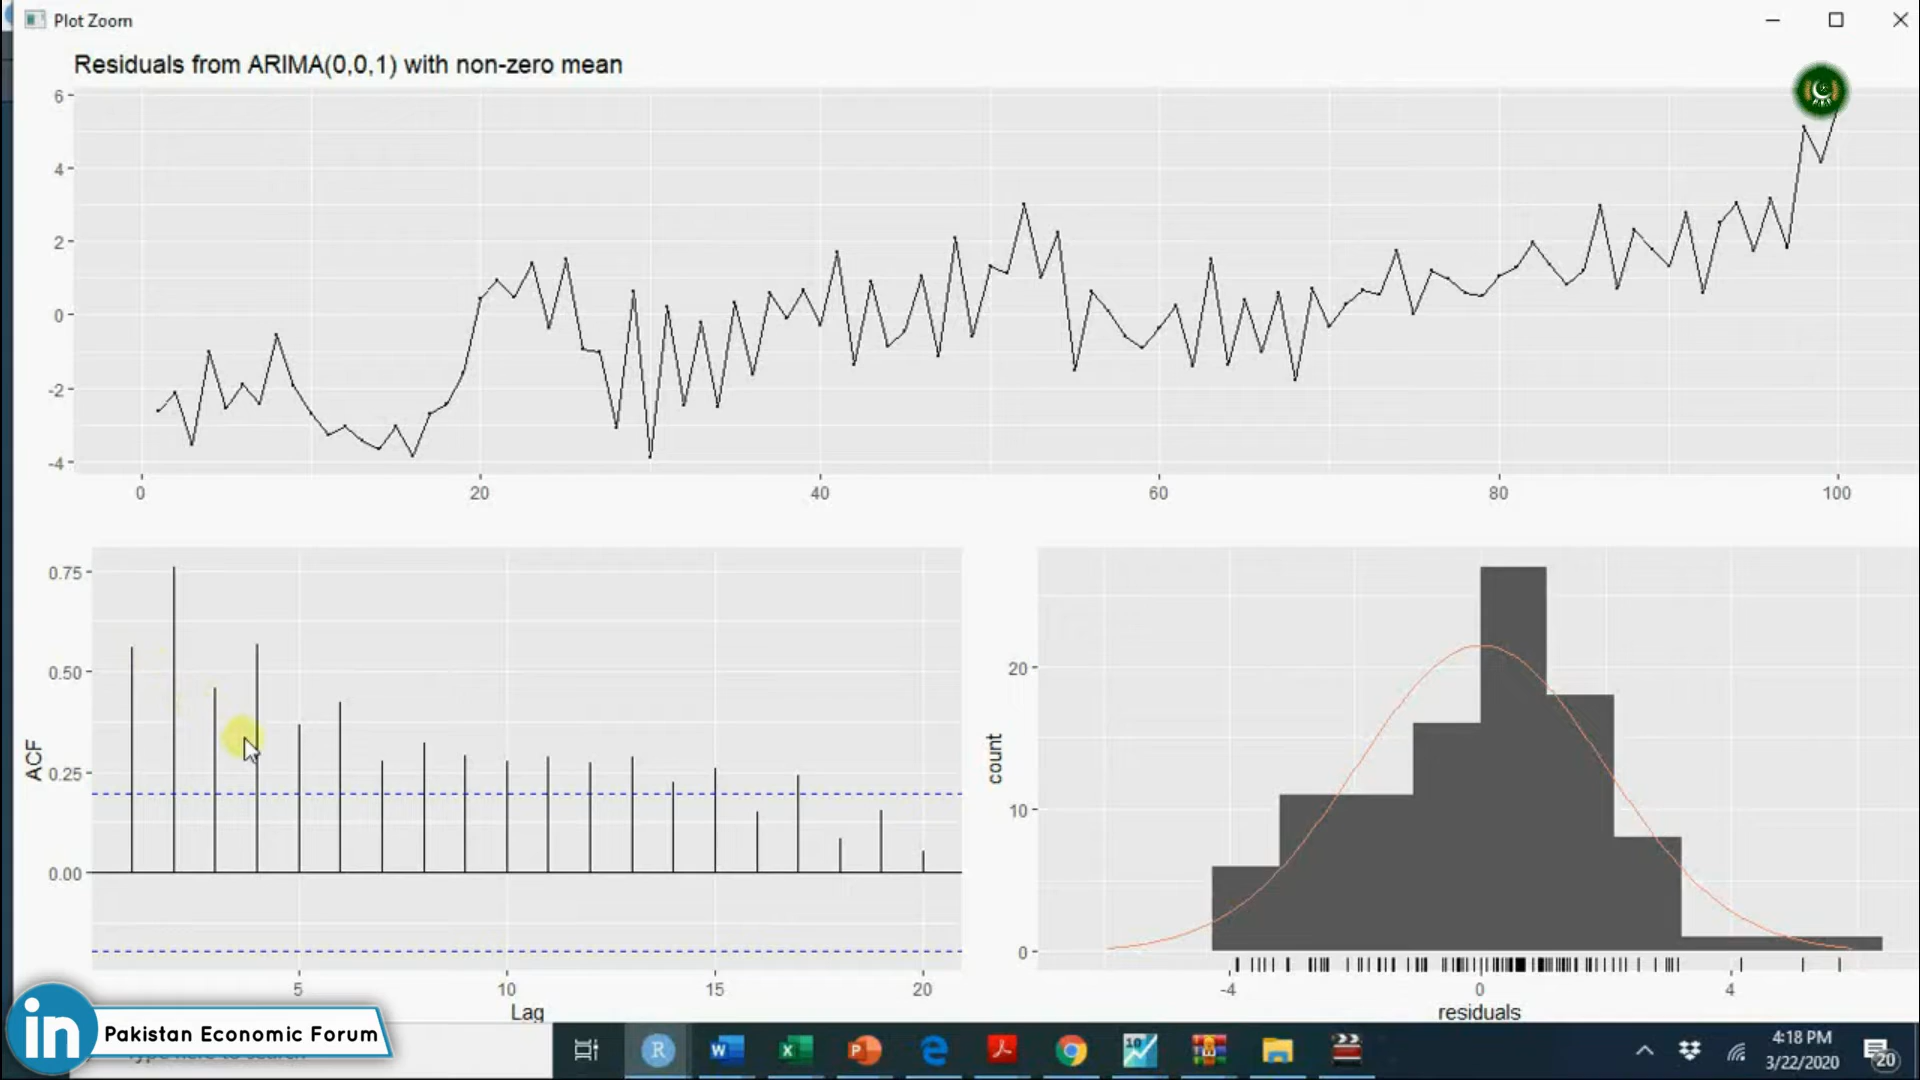 Plot Zoom
Residuals from ARIMA(0,0,1) with non-zero mean
6
4
2
0
-2
-4
0 20 40 60 80 100
0.75
0.50
0.25
0.00
ACF
5 10 15 20
Lag
20
10
0
count
-4 0 4
residuals
in
Pakistan Economic Forum
4:18 PM
3/22/2020
20